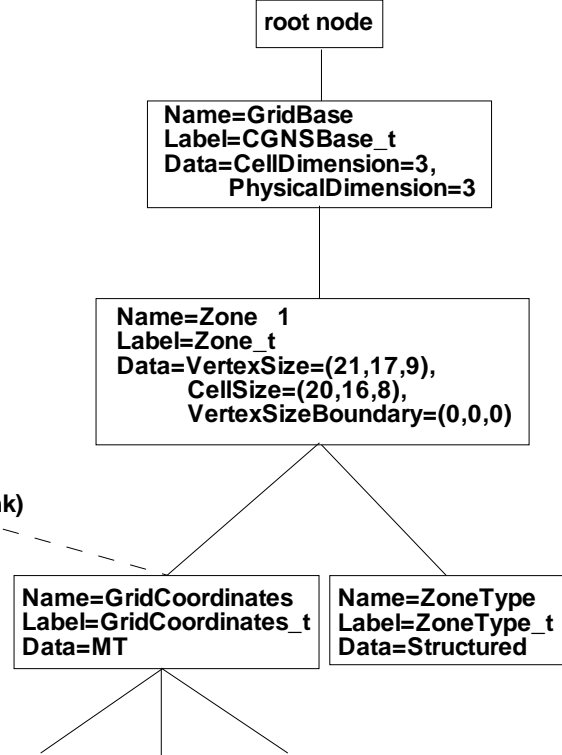 root node
Name=GridBase
Label=CGNSBase_t
Data=CellDimension=3,
PhysicalDimension=3
Name=Zone 1
Label=Zone_t
Data=VertexSize=(21,17,9),
CellSize=(20,16,8),
VertexSizeBoundary=(0,0,0)
Name=GridCoordinates
Label=GridCoordinates_t
Data=MT
Name=ZoneType
Label=ZoneType_t
Data=Structured